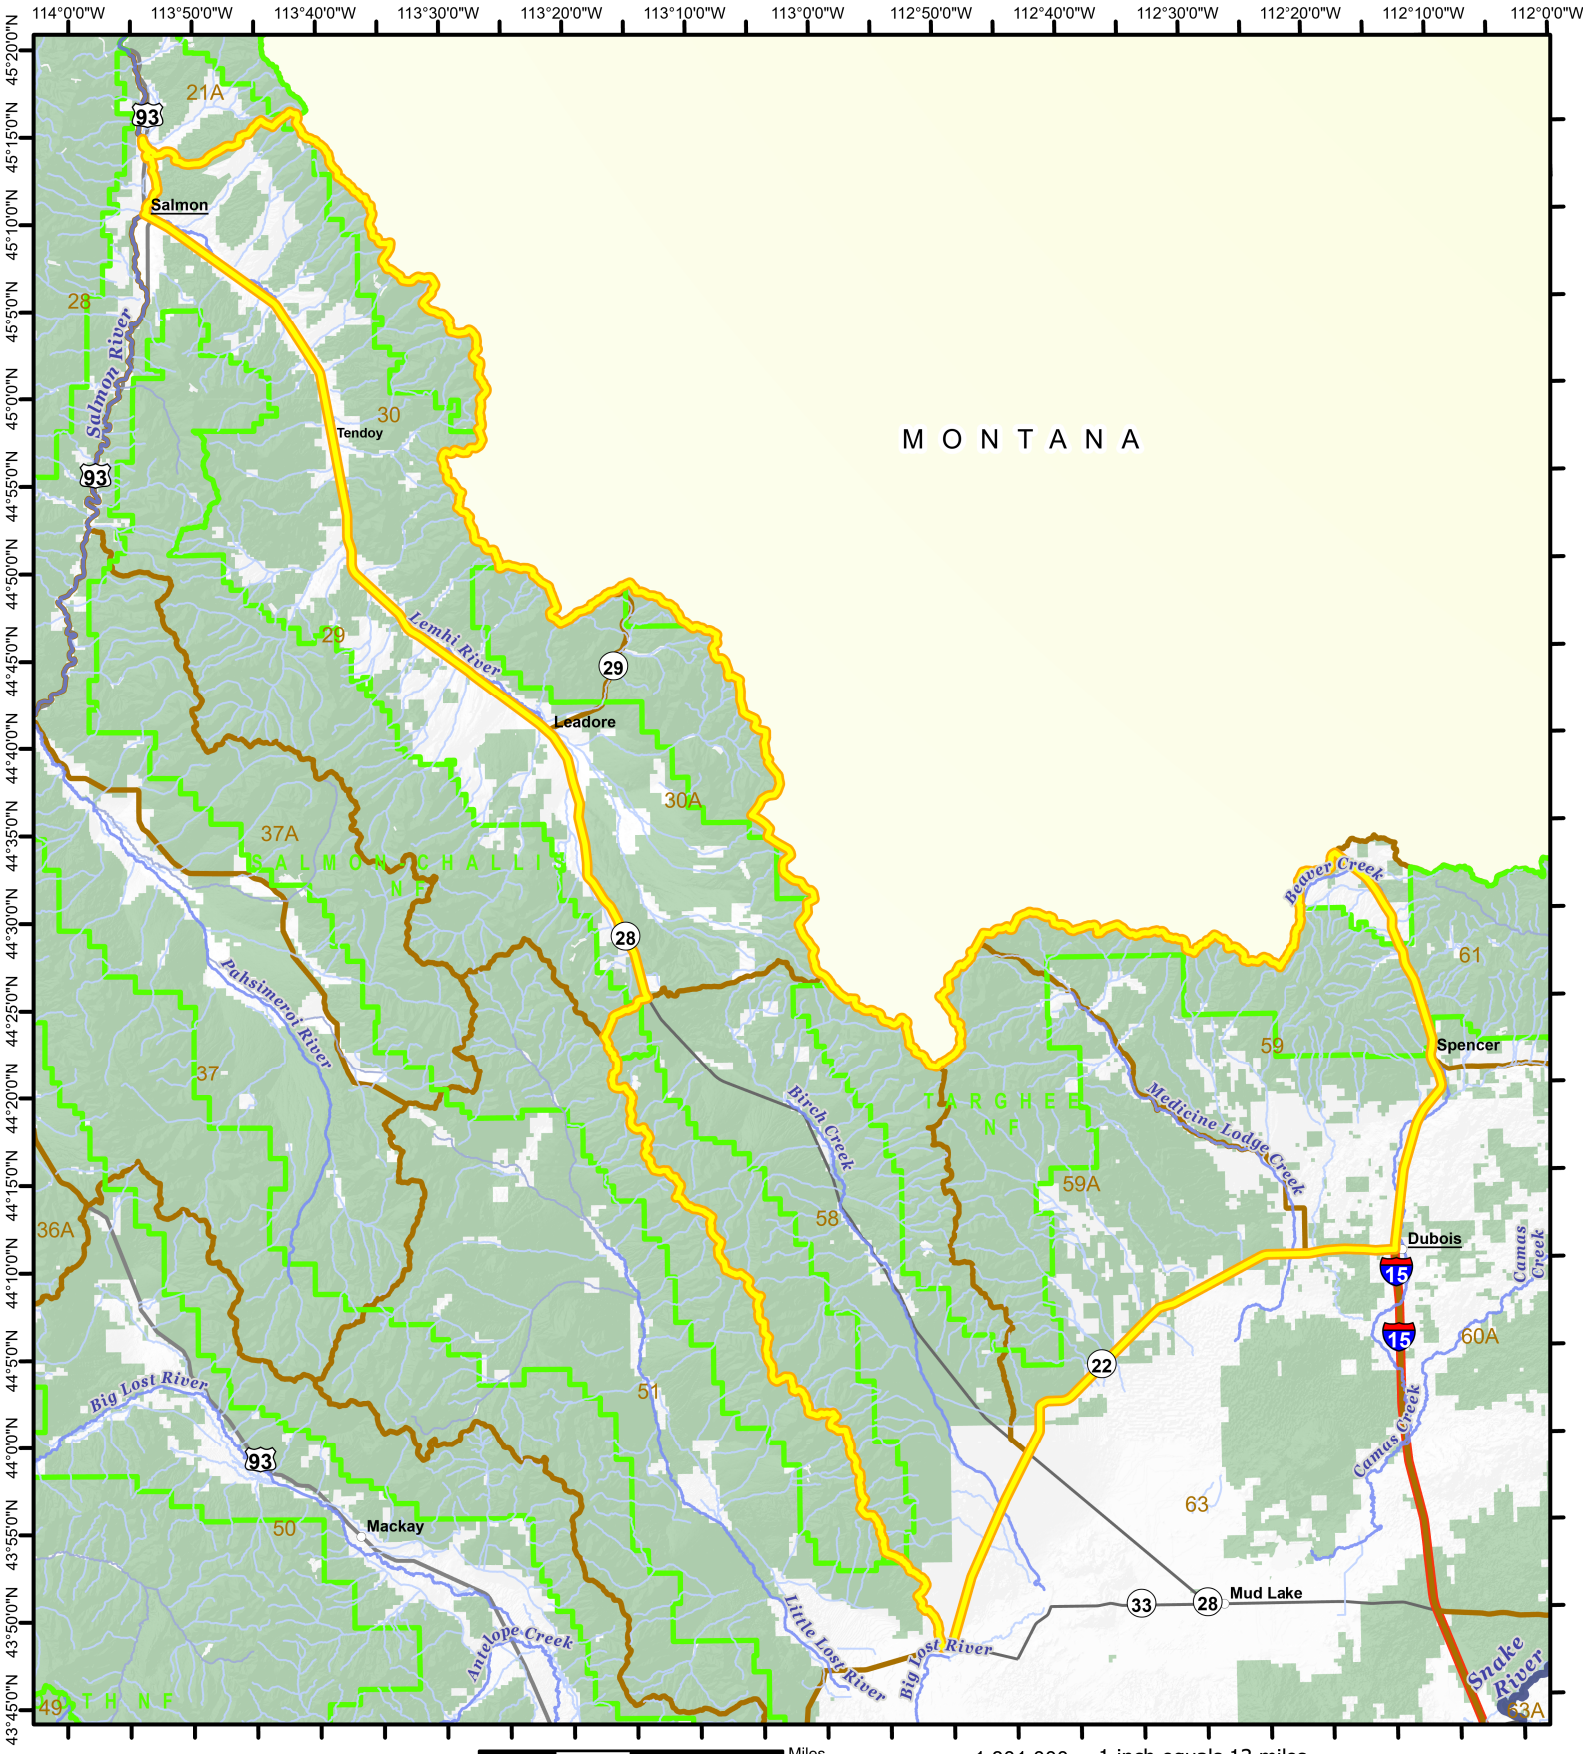 114°0'0"W 113°50'0"W 113°40'0"W 113°30'0"W 113°20'0"W 113°10'0"W 113°0'0"W 112°50'0"W 112°40'0"W 112°30'0"W 112°20'0"W 112°10'0"W 112°0'0"W
45°20'0"N
21A
93
45°15'0"N
Salmon
45°10'0"N
28
45°5'0"N
Salmon River
45°0'0"N
30
Tendoy
MONTANA
93
44°55'0"N
44°50'0"N
29
Lemhi River
44°45'0"N
29
Leadore
44°40'0"N
30A
37A
44°35'0"N
SALMON-CHALLIS
NF
Beaver Creek
44°30'0"N
28
61
Pahsimeroi River
44°25'0"N
59
Spencer
37
44°20'0"N
TARGHEE
NF
Birch Creek
Medicine Lodge Creek
44°15'0"N
59A
36A
58
Dubois
Camas
Creek
44°10'0"N
15
15
60A
44°5'0"N
22
Big Lost River
51
Camas Creek
44°0'0"N
93
63
50
Mackay
43°55'0"N
33
28
Mud Lake
43°50'0"N
Little Lost River
Antelope Creek
Big Lost River
Snake
River
49
TH NF
63A
43°45'0"N
Miles
1 inch equals 12 miles